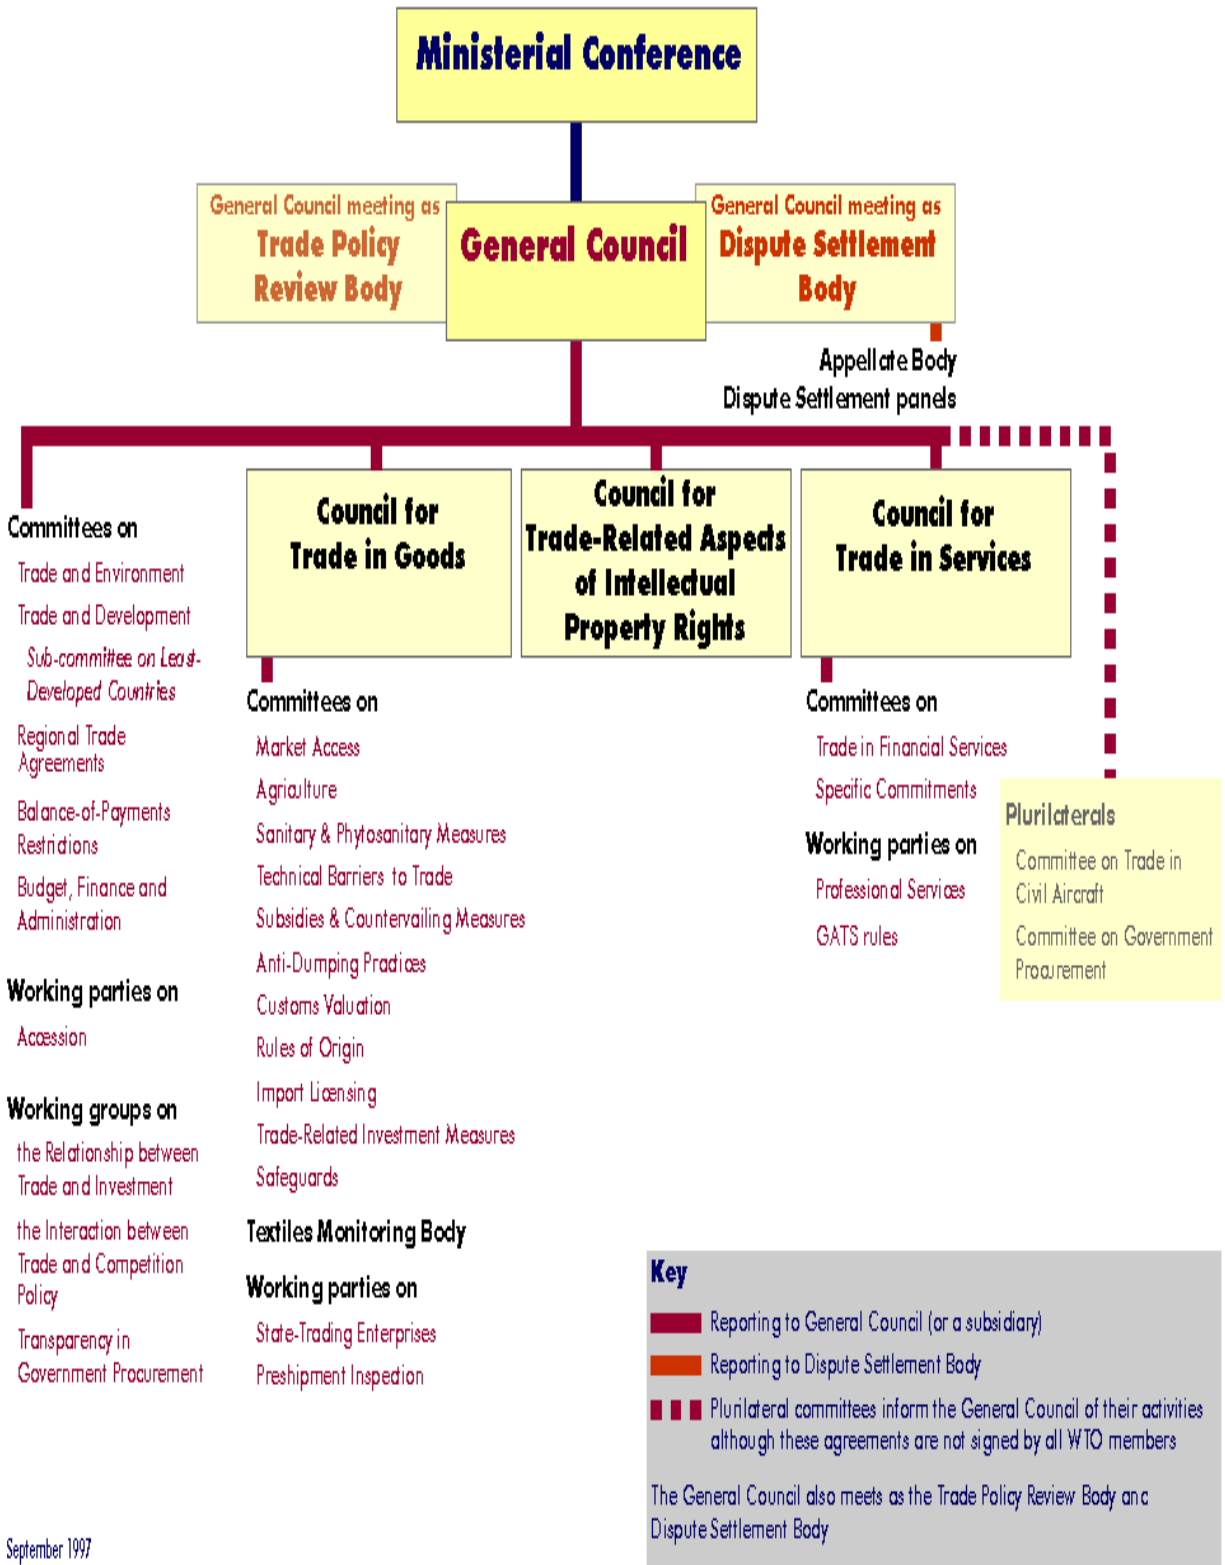 Ministerial Conference
General Council meeting as
Trade Policy
Review Body
General Council
General Council meeting as
Dispute Settlement
Body
Appellate Body
Dispute Settlement panels
Committees on
Trade and Environment
Trade and Development
Sub-committee on Least-
Developed Countries
Regional Trade
Agreements
Balance-of-Payments
Restrictions
Budget, Finance and
Administration
Working parties on
Accession
Working groups on
the Relationship between
Trade and Investment
the Interaction between
Trade and Competition
Policy
Transparency in
Government Procurement
Council for
Trade in Goods
Committees on
Market Access
Agriculture
Sanitary & Phytosanitary Measures
Technical Barriers to Trade
Subsidies & Countervailing Measures
Anti-Dumping Practices
Customs Valuation
Rules of Origin
Import Licensing
Trade-Related Investment Measures
Safeguards
Textiles Monitoring Body
Working parties on
State-Trading Enterprises
Preshipment Inspection
Council for
Trade-Related Aspects
of Intellectual
Property Rights
Council for
Trade in Services
Committees on
Trade in Financial Services
Specific Commitments
Working parties on
Professional Services
GATS rules
Plurilaterals
Committee on Trade in
Civil Aircraft
Committee on Government
Procurement
Key
Reporting to General Council (or a subsidiary)
Reporting to Dispute Settlement Body
Plurilateral committees inform the General Council of their activities
although these agreements are not signed by all WTO members
The General Council also meets as the Trade Policy Review Body and
Dispute Settlement Body
September 1997